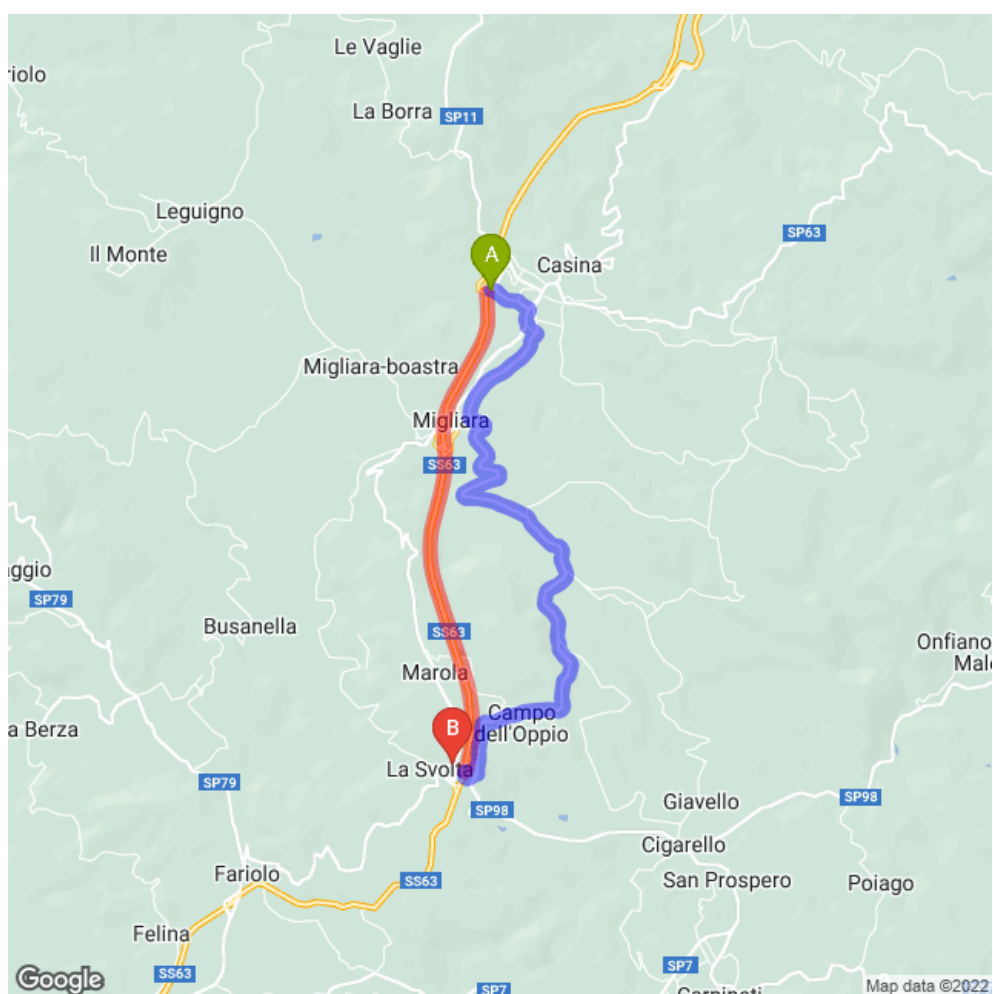 Le Vaglie
riolo
La Borra
SP11
Leguigno
SP63
Il Monte
A
Casina
Migliara-boastra
Migliara
SS63
aggio
SP79
Busanella
SS63
Onfiano
Male
Marola
a Berza
B
Campo
dell'Oppio
La Svolta
SP79
SP98
Giavello
SP98
Cigarello
Fariolo
SS63
San Prospero
Poiago
Felina
SS63
SP7
SP7
Carpineti
Google
Map data ©2022